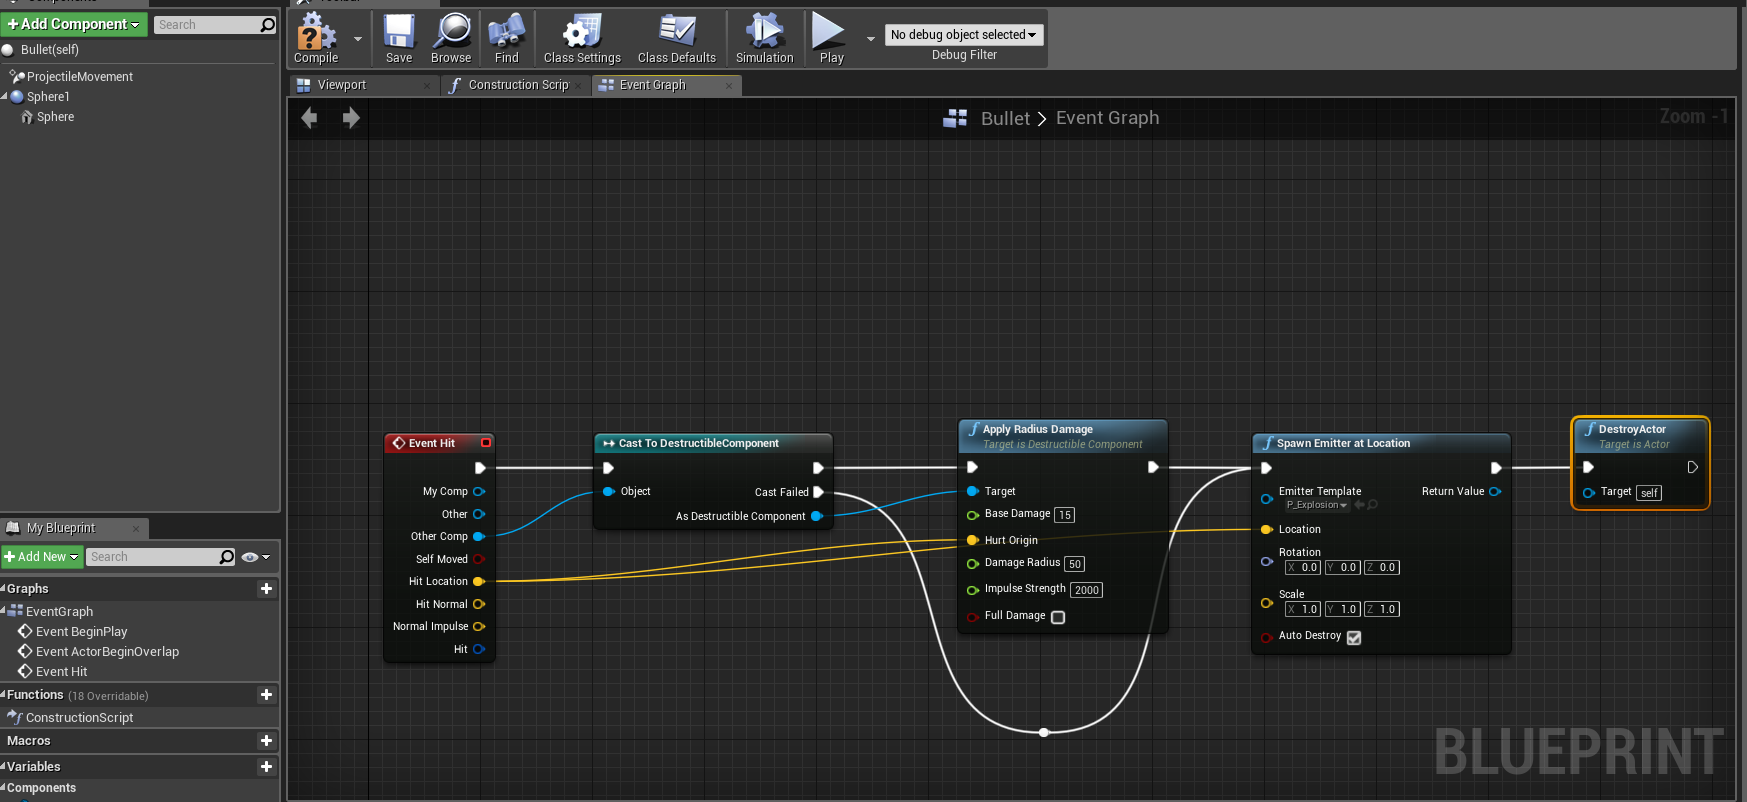 Add Component
Search
Bullet(self)
ProjectileMovement
Sphere1
Sphere
Compile
Save
Browse
Find
Class Settings
Class Defaults
Simulation
Play
No debug object selected
Debug Filter
Viewport
Construction Scrip
Event Graph
Bullet > Event Graph
Zoom -1
Event Hit
My Comp
Other
Other Comp
Self Moved
Hit Location
Hit Normal
Normal Impulse
Hit
Cast To DestructibleComponent
Object
Cast Failed
As Destructible Component
Apply Radius Damage
Target is Destructible Component
Target
Base Damage 15
Hurt Origin
Damage Radius 50
Impulse Strength 2000
Full Damage
Spawn Emitter at Location
Emitter Template
P_Explosion
Return Value
Location
Rotation
X 0.0 Y 0.0 Z 0.0
Scale
X 1.0 Y 1.0 Z 1.0
Auto Destroy
DestroyActor
Target is Actor
Target self
My Blueprint
Add New
Search
Graphs
EventGraph
Event BeginPlay
Event ActorBeginOverlap
Event Hit
Functions (18 Overridable)
ConstructionScript
Macros
Variables
Components
BLUEPRINT